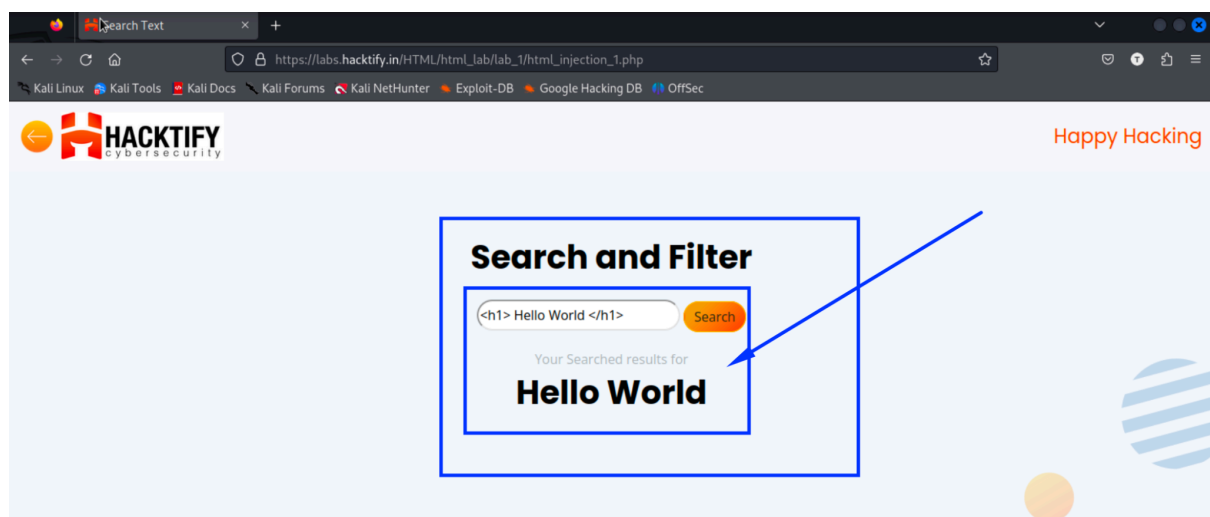 Search Text
https://labs.hacktify.in/HTML/html_lab/lab_1/html_injection_1.php
Kali Linux Kali Tools Kali Docs Kali Forums Kali NetHunter Exploit-DB Google Hacking DB OffSec
HACKTIFY
cybersecurity
Happy Hacking
Search and Filter
<h1> Hello World </h1> Search
Your Searched results for
Hello World